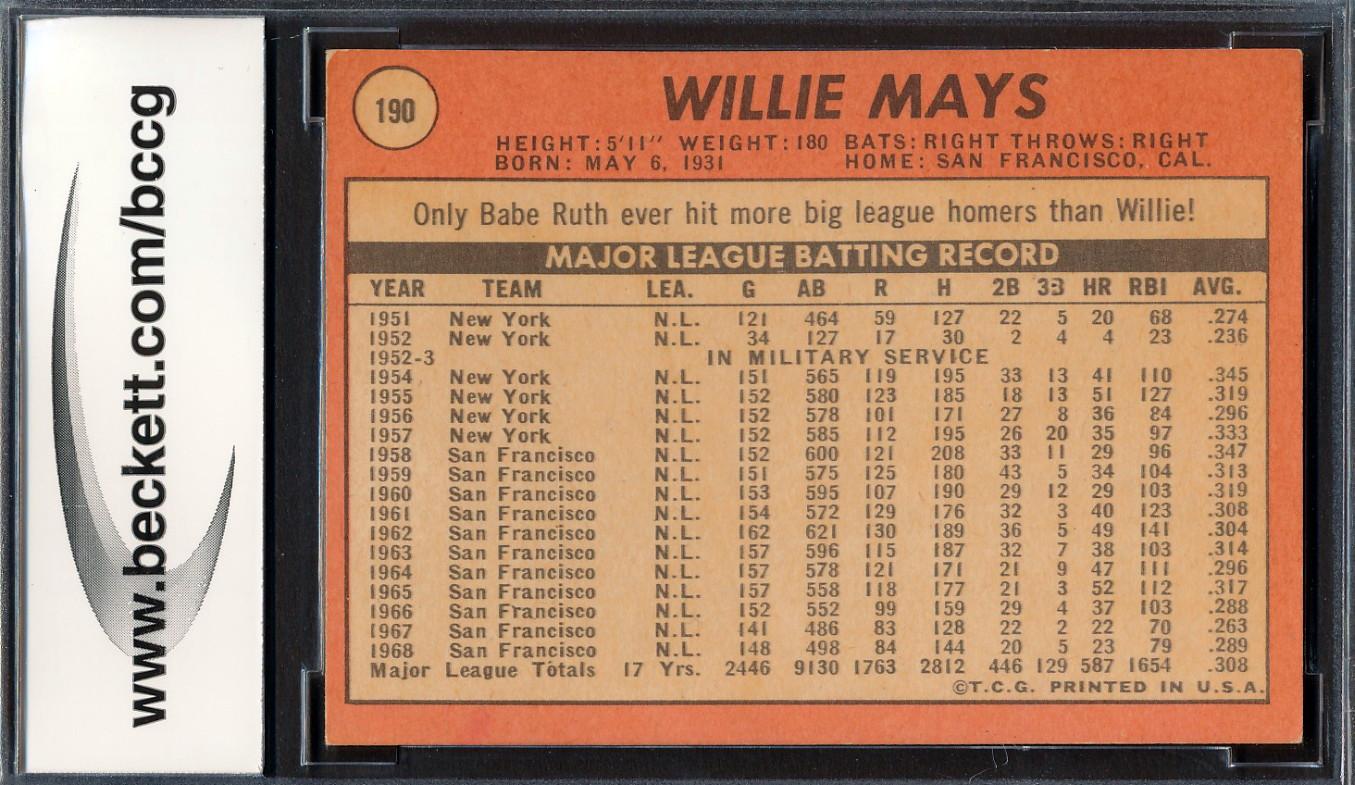 www.beckett.com/bccg
190
WILLIE MAYS
HEIGHT: 5'11" WEIGHT: 180 BATS: RIGHT THROWS: RIGHT
BORN: MAY 6, 1931 HOME: SAN FRANCISCO, CAL.
Only Babe Ruth ever hit more big league homers than Willie!
MAJOR LEAGUE BATTING RECORD
YEAR TEAM LEA. G AB R H 2B 3B HR RBI AVG.
1951 New York N.L. 121 464 59 127 22 5 20 68 .274
1952 New York N.L. 34 127 17 30 2 4 4 23 .236
1952-3 IN MILITARY SERVICE
1954 New York N.L. 151 565 119 195 33 13 41 110 .345
1955 New York N.L. 152 580 123 185 18 13 51 127 .319
1956 New York N.L. 152 578 101 171 27 8 36 84 .296
1957 New York N.L. 152 585 112 195 26 20 35 97 .333
1958 San Francisco N.L. 152 600 121 208 33 11 29 96 .347
1959 San Francisco N.L. 151 575 125 180 43 5 34 104 .313
1960 San Francisco N.L. 153 595 107 190 29 12 29 103 .319
1961 San Francisco N.L. 154 572 129 176 32 3 40 123 .308
1962 San Francisco N.L. 162 621 130 189 36 5 49 141 .304
1963 San Francisco N.L. 157 596 115 187 32 7 38 103 .314
1964 San Francisco N.L. 157 578 121 171 21 9 47 111 .296
1965 San Francisco N.L. 157 558 118 177 21 3 52 112 .317
1966 San Francisco N.L. 152 552 99 159 29 4 37 103 .288
1967 San Francisco N.L. 141 486 83 128 22 2 22 70 .263
1968 San Francisco N.L. 148 498 84 144 20 5 23 79 .289
Major League Totals 17 Yrs. 2446 9130 1763 2812 446 129 587 1654 .308
©T.C.G. PRINTED IN U.S.A.